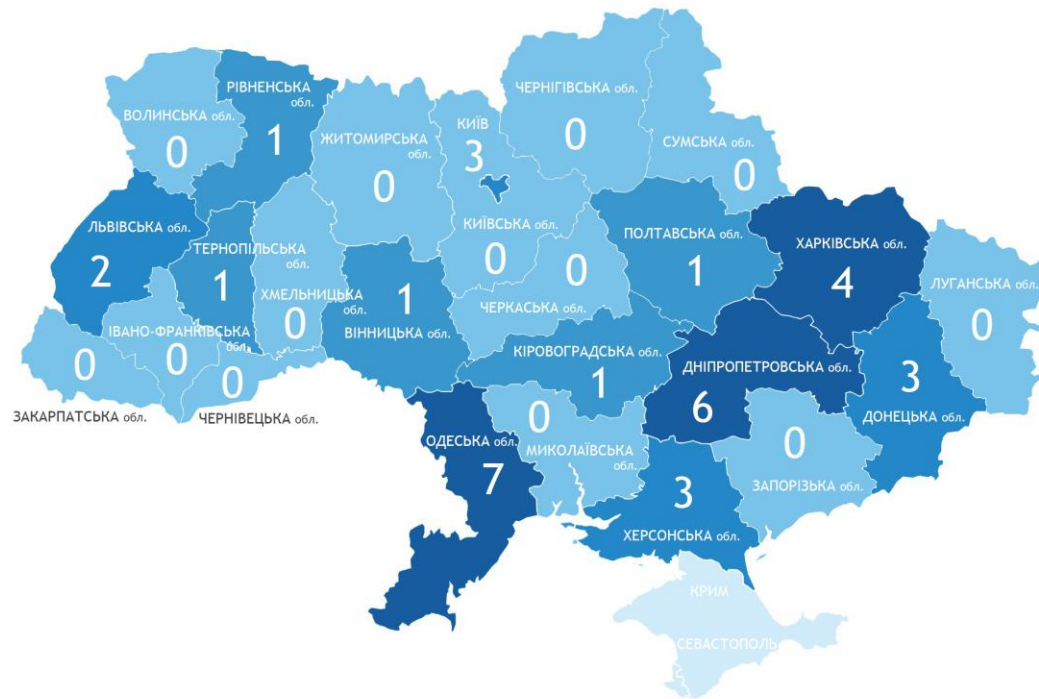 ВОЛИНСЬКА обл.
0
РІВНЕНСЬКА
обл.
1
ЖИТОМИРСЬКА
обл.
0
КИЇВ
3
ЧЕРНІГІВСЬКА обл.
0
СУМСЬКА обл.
0
ЛЬВІВСЬКА обл.
2
ТЕРНОПІЛЬСЬКА
обл.
1
ХМЕЛЬНИЦЬКА
обл.
0
1
ВІННИЦЬКА обл.
КИЇВСЬКА обл.
0
0
ЧЕРКАСЬКА обл.
ПОЛТАВСЬКА обл.
1
ХАРКІВСЬКА обл.
4
ЛУГАНСЬКА обл.
0
ІВАНО-ФРАНКІВСЬКА
обл.
0
0
ЗАКАРПАТСЬКА обл.
0
ЧЕРНІВЕЦЬКА обл.
КІРОВОГРАДСЬКА обл.
1
ДНІПРОПЕТРОВСЬКА обл.
6
3
ДОНЕЦЬКА обл.
ОДЕСЬКА обл.
7
0
МИКОЛАЇВСЬКА
обл.
0
ЗАПОРІЗЬКА обл.
3
ХЕРСОНСЬКА обл.
КРИМ
СЕВАСТОПОЛЬ